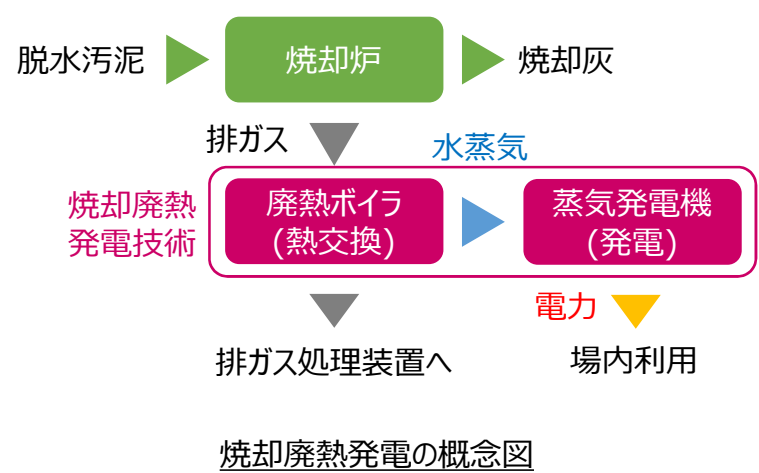 脱水汚泥
焼却炉
焼却灰
排ガス
水蒸気
焼却廃熱
発電技術
廃熱ボイラ
(熱交換)
蒸気発電機
(発電)
電力
排ガス処理装置へ
場内利用
焼却廃熱発電の概念図